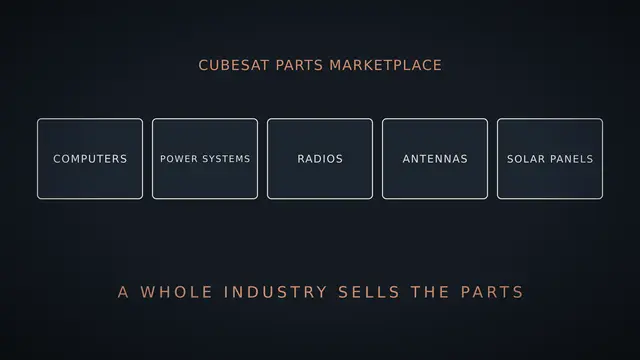 CUBESAT PARTS MARKETPLACE
COMPUTERS
POWER SYSTEMS
RADIOS
ANTENNAS
SOLAR PANELS
A WHOLE INDUSTRY SELLS THE PARTS